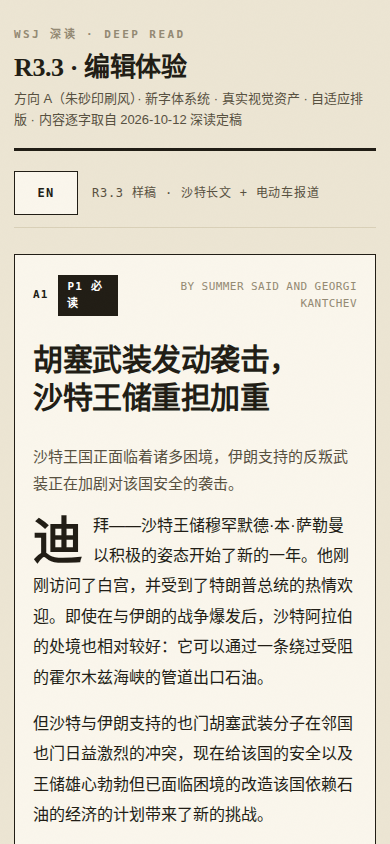 WSJ 深读 · DEEP READ
R3.3 · 编辑体验
方向 A（朱砂印刷风）· 新字体系统 · 真实视觉资产 · 自适应排
版 · 内容逐字取自 2026-10-12 深读定稿
EN
R3.3 样稿 · 沙特长文 + 电动车报道
A1
P1 必
读
BY SUMMER SAID AND GEORGI
KANTCHEV
胡塞武装发动袭击，
沙特王储重担加重
沙特王国正面临着诸多困境，伊朗支持的反叛武
装正在加剧对该国安全的袭击。
迪拜——沙特王储穆罕默德·本·萨勒曼
以积极的姿态开始了新的一年。他刚
刚访问了白宫，并受到了特朗普总统的热情欢
迎。即使在与伊朗的战争爆发后，沙特阿拉伯
的处境也相对较好：它可以通过一条绕过受阻
的霍尔木兹海峡的管道出口石油。
但沙特与伊朗支持的也门胡塞武装分子在邻国
也门日益激烈的冲突，现在给该国的安全以及
王储雄心勃勃但已面临困境的改造该国依赖石
油的经济的计划带来了新的挑战。